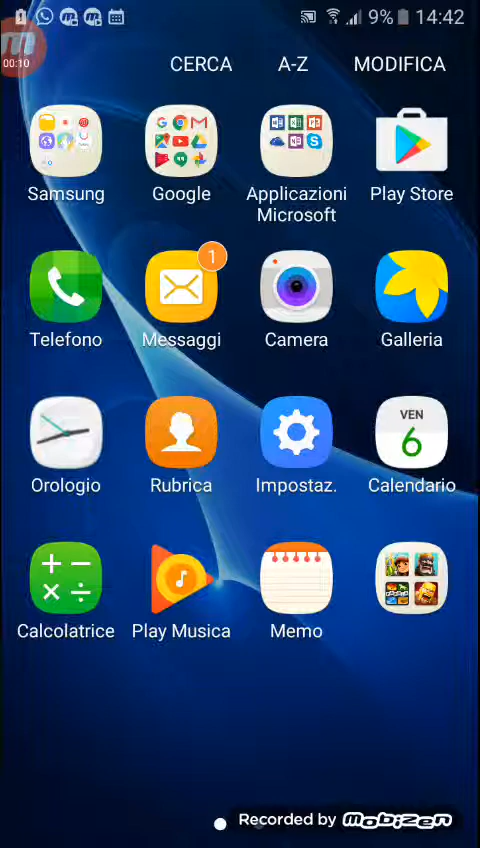 9% 14:42
00:10
CERCA A-Z MODIFICA
Samsung Google Applicazioni Microsoft Play Store
Telefono 1 Messaggi Camera Galleria
VEN
6
Orologio Rubrica Impostaz. Calendario
Calcolatrice Play Musica Memo
Recorded by MOBIZEN